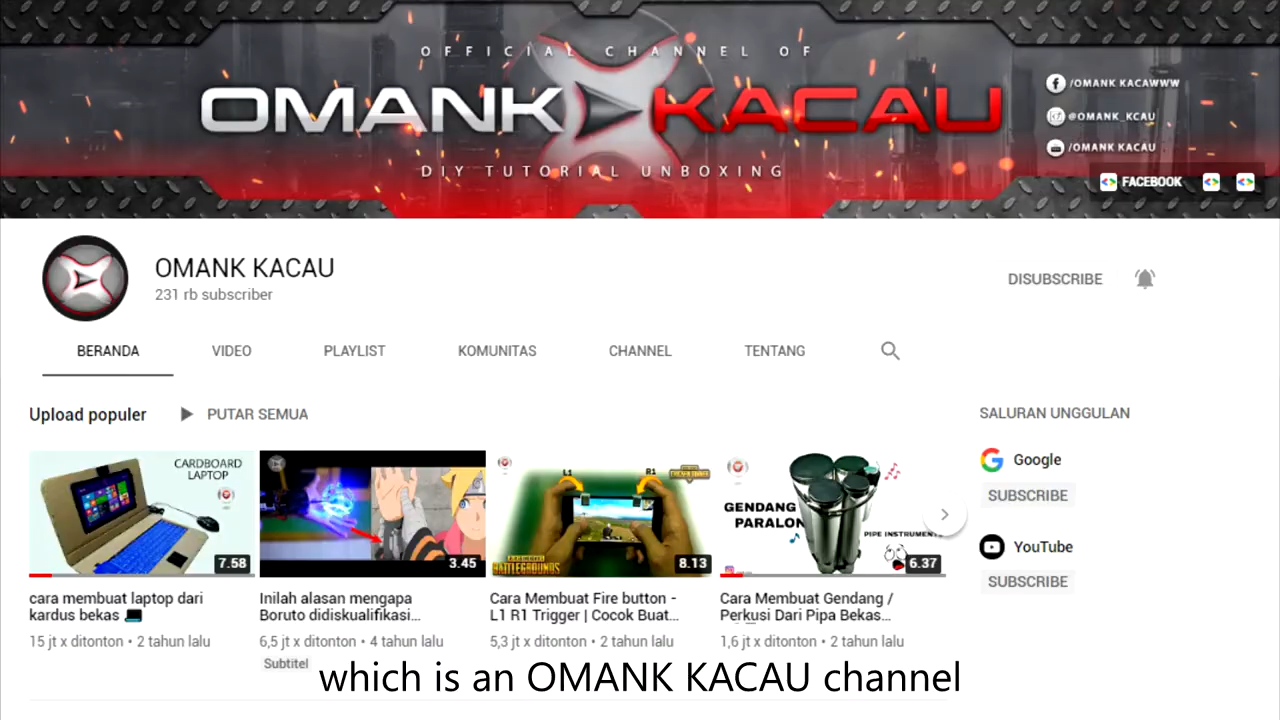 OFFICIAL CHANNEL OF
OMANK KACAU
DIY TUTORIAL UNBOXING
/OMANK KACAWWW
@OMANK_KCAU
/OMANK KACAU
FACEBOOK
OMANK KACAU
231 rb subscriber
DISUBSCRIBE
BERANDA VIDEO PLAYLIST KOMUNITAS CHANNEL TENTANG
Upload populer PUTAR SEMUA
SALURAN UNGGULAN
Google
SUBSCRIBE
YouTube
SUBSCRIBE
CARDBOARD
LAPTOP
7.58
3.45
L1 R1
BATTLEGROUNDS
8.13
GENDANG
PARALON
PIPE INSTRUMENT
6.37
cara membuat laptop dari
kardus bekas
15 jt x ditonton • 2 tahun lalu
Inilah alasan mengapa
Boruto didiskualifikasi...
6,5 jt x ditonton • 4 tahun lalu
Subtitel
Cara Membuat Fire button -
L1 R1 Trigger | Cocok Buat...
5,3 jt x ditonton • 2 tahun lalu
Cara Membuat Gendang /
Perkusi Dari Pipa Bekas...
1,6 jt x ditonton • 2 tahun lalu
which is an OMANK KACAU channel